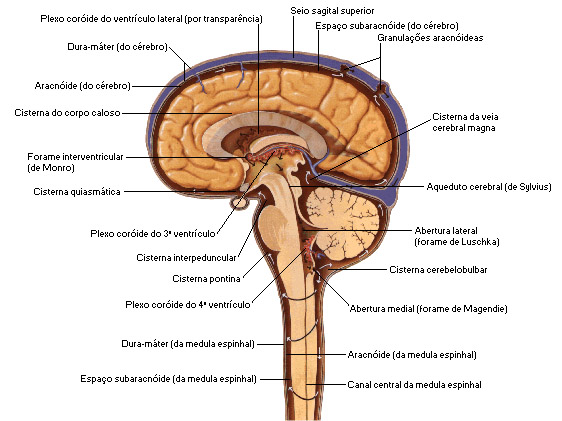 Plexo coróide do ventrículo lateral (por transparência)
Seio sagital superior
Espaço subaracnóide (do cérebro)
Granulações aracnóideas
Dura-máter (do cérebro)
Aracnóide (do cérebro)
Cisterna do corpo caloso
Cisterna da veia
cerebral magna
Forame interventricular
(de Monro)
Cisterna quiasmática
Aqueduto cerebral (de Sylvius)
Plexo coróide do 3º ventrículo
Abertura lateral
(forame de Luschka)
Cisterna interpeduncular
Cisterna pontina
Cisterna cerebelobulbar
Plexo coróide do 4º ventrículo
Abertura medial (forame de Magendie)
Dura-máter (da medula espinhal)
Aracnóide (da medula espinhal)
Espaço subaracnóide (da medula espinhal)
Canal central da medula espinhal